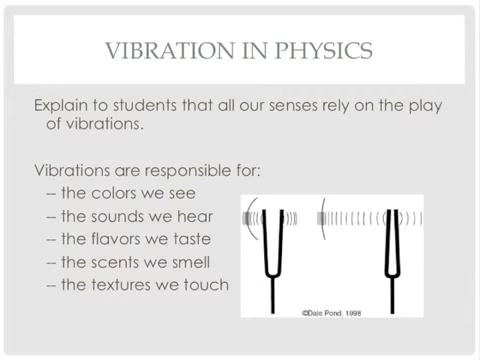 VIBRATION IN PHYSICS
Explain to students that all our senses rely on the play
of vibrations.
Vibrations are responsible for:
-- the colors we see
-- the sounds we hear
-- the flavors we taste
-- the scents we smell
-- the textures we touch
©Dale Pond, 1998